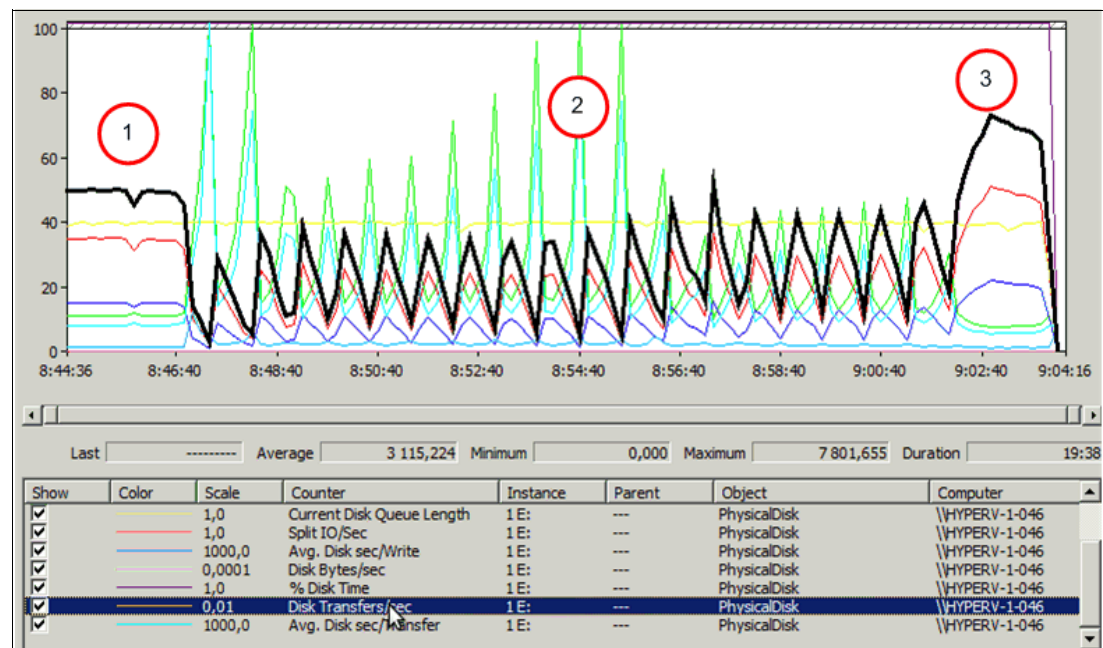 100
80
60
40
20
0
1
2
3
8:44:36 8:46:40 8:48:40 8:50:40 8:52:40 8:54:40 8:56:40 8:58:40 9:00:40 9:02:40 9:04:16
Last --------- Average 3 115,224 Minimum 0,000 Maximum 7 801,655 Duration 19:38
Show Color Scale Counter Instance Parent Object Computer
1,0 Current Disk Queue Length 1 E: --- PhysicalDisk \\HYPERV-1-046
1,0 Split IO/Sec 1 E: --- PhysicalDisk \\HYPERV-1-046
1000,0 Avg. Disk sec/Write 1 E: --- PhysicalDisk \\HYPERV-1-046
0,0001 Disk Bytes/sec 1 E: --- PhysicalDisk \\HYPERV-1-046
1,0 % Disk Time 1 E: --- PhysicalDisk \\HYPERV-1-046
0,01 Disk Transfers/sec 1 E: --- PhysicalDisk \\HYPERV-1-046
1000,0 Avg. Disk sec/Transfer 1 E: --- PhysicalDisk \\HYPERV-1-046